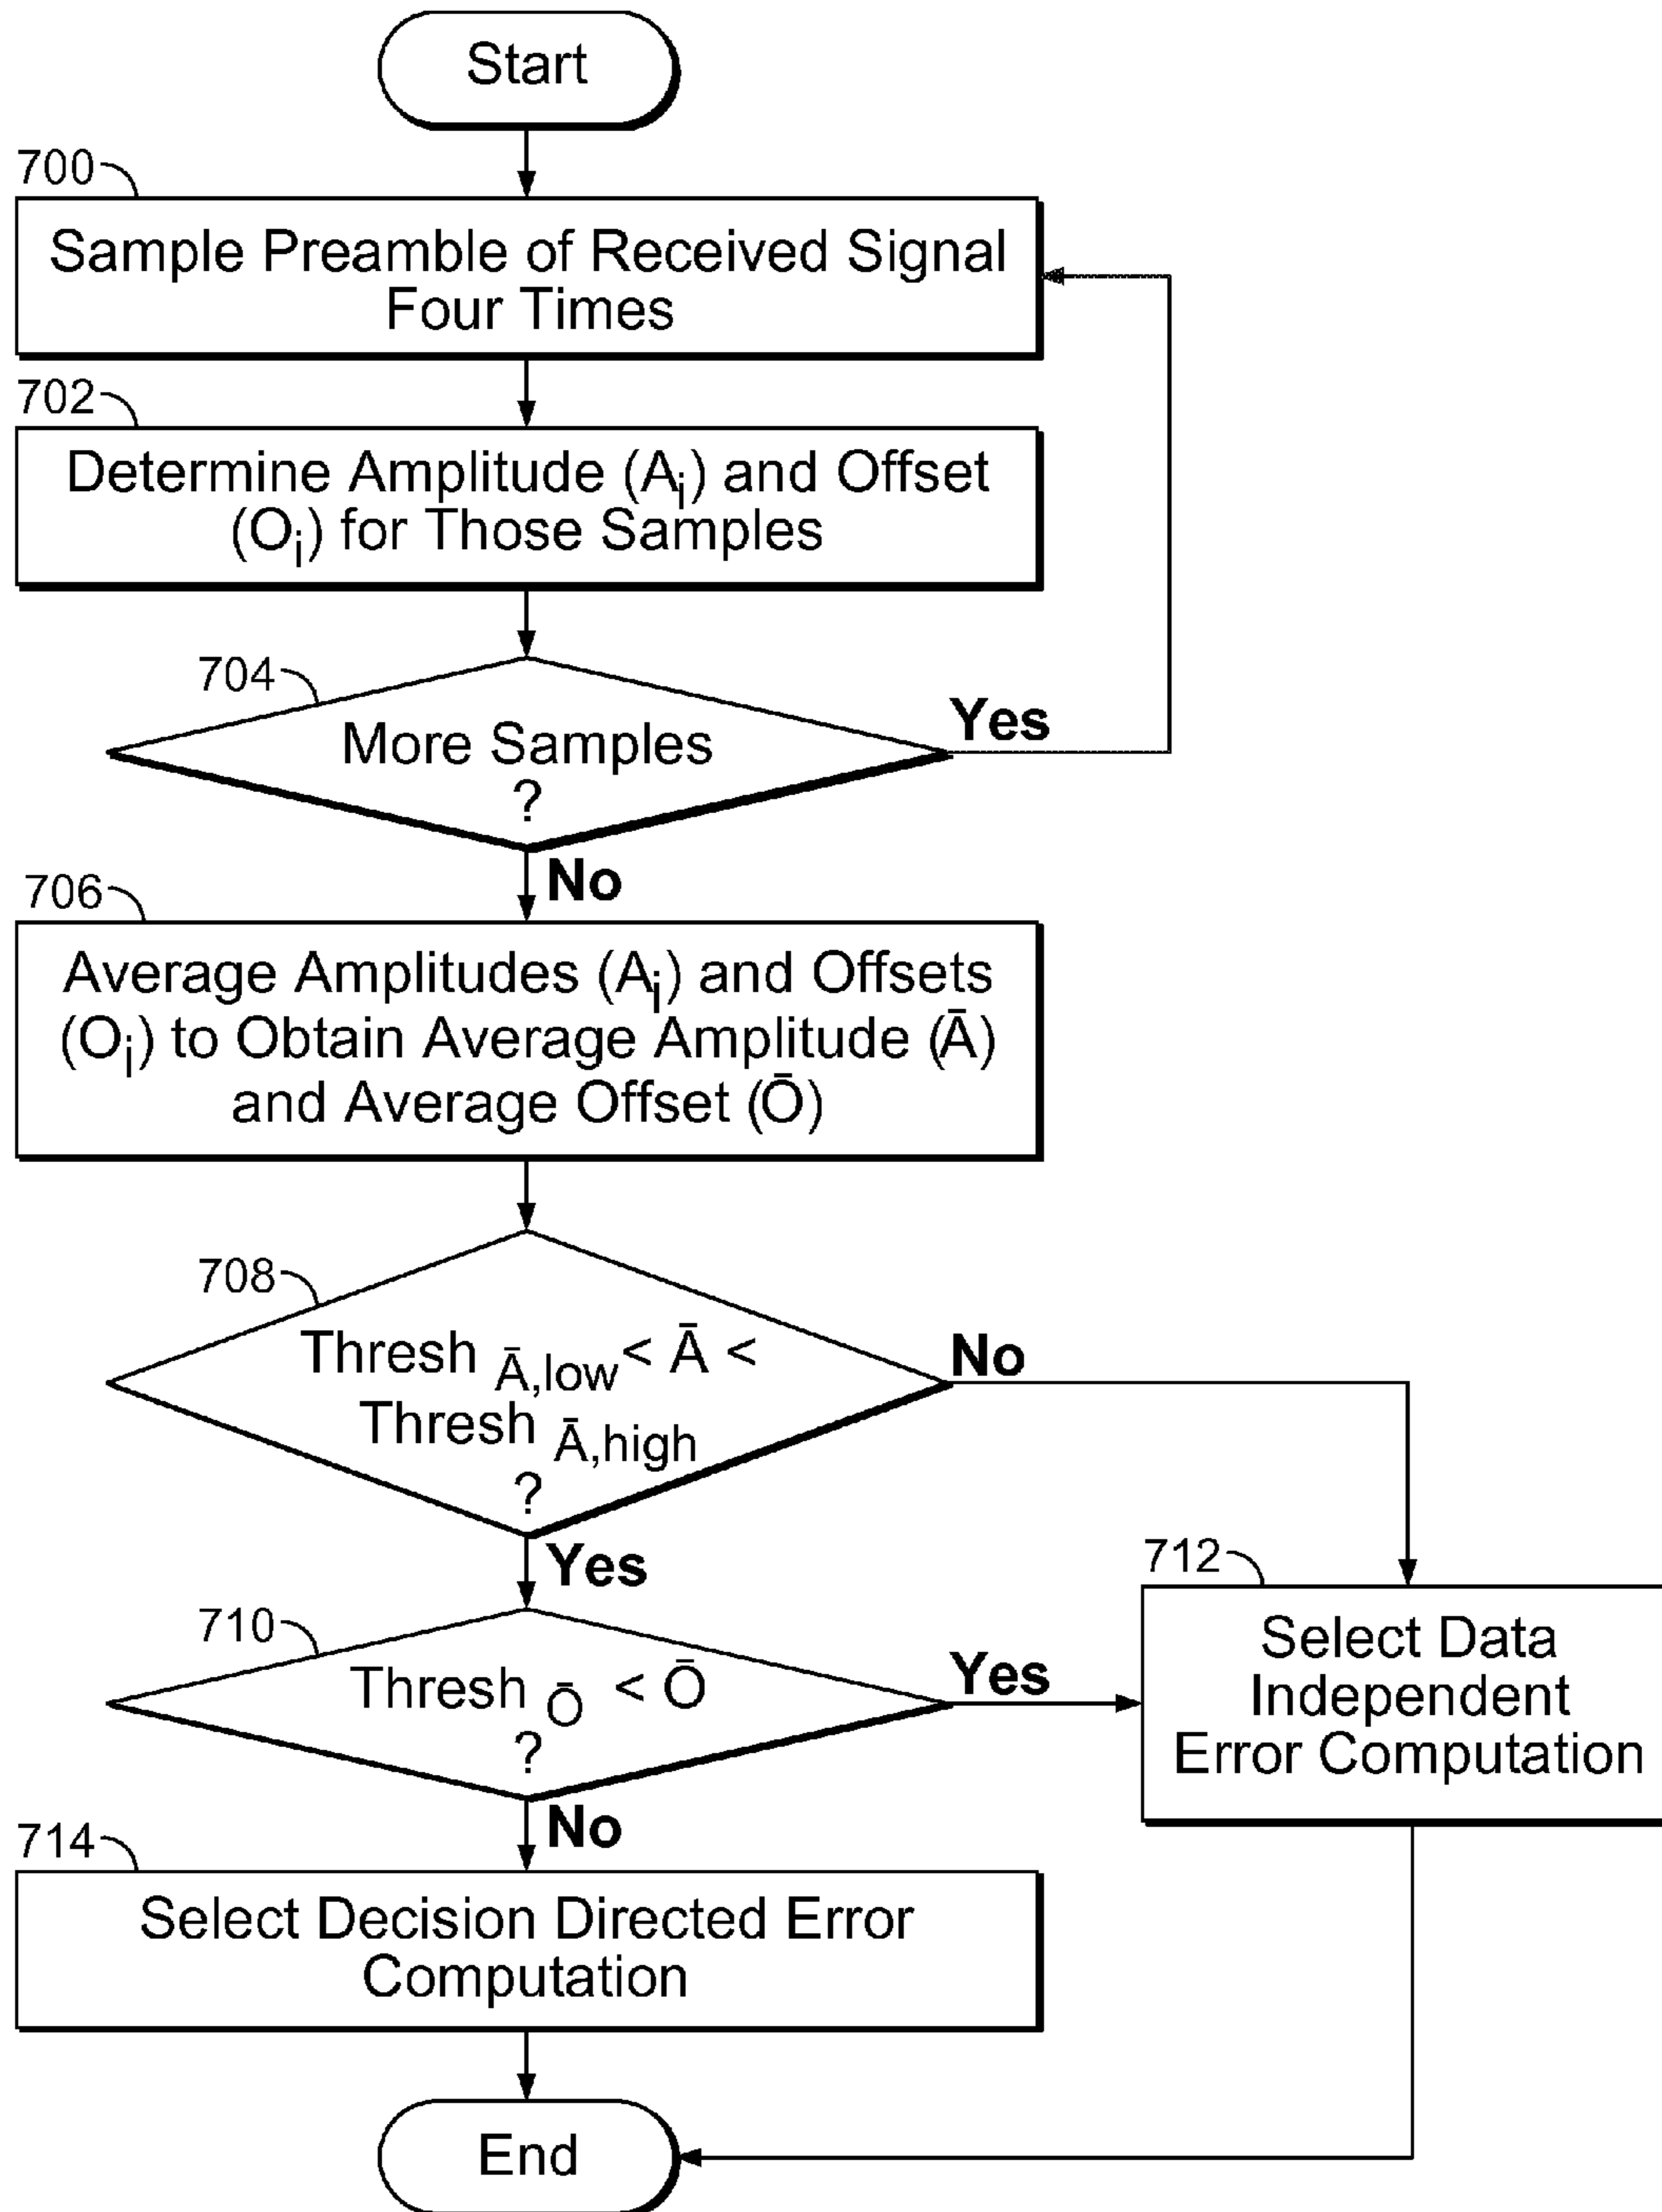 Start
700
Sample Preamble of Received Signal
Four Times
702
Determine Amplitude (Aᵢ) and Offset
(Oᵢ) for Those Samples
704
More Samples
?
Yes
No
706
Average Amplitudes (Aᵢ) and Offsets
(Oᵢ) to Obtain Average Amplitude (Ā)
and Average Offset (Ō)
708
Thresh Ā,low < Ā <
Thresh Ā,high
?
No
Yes
710
Thresh Ō < Ō
?
Yes
No
712
Select Data
Independent
Error Computation
714
Select Decision Directed Error
Computation
End